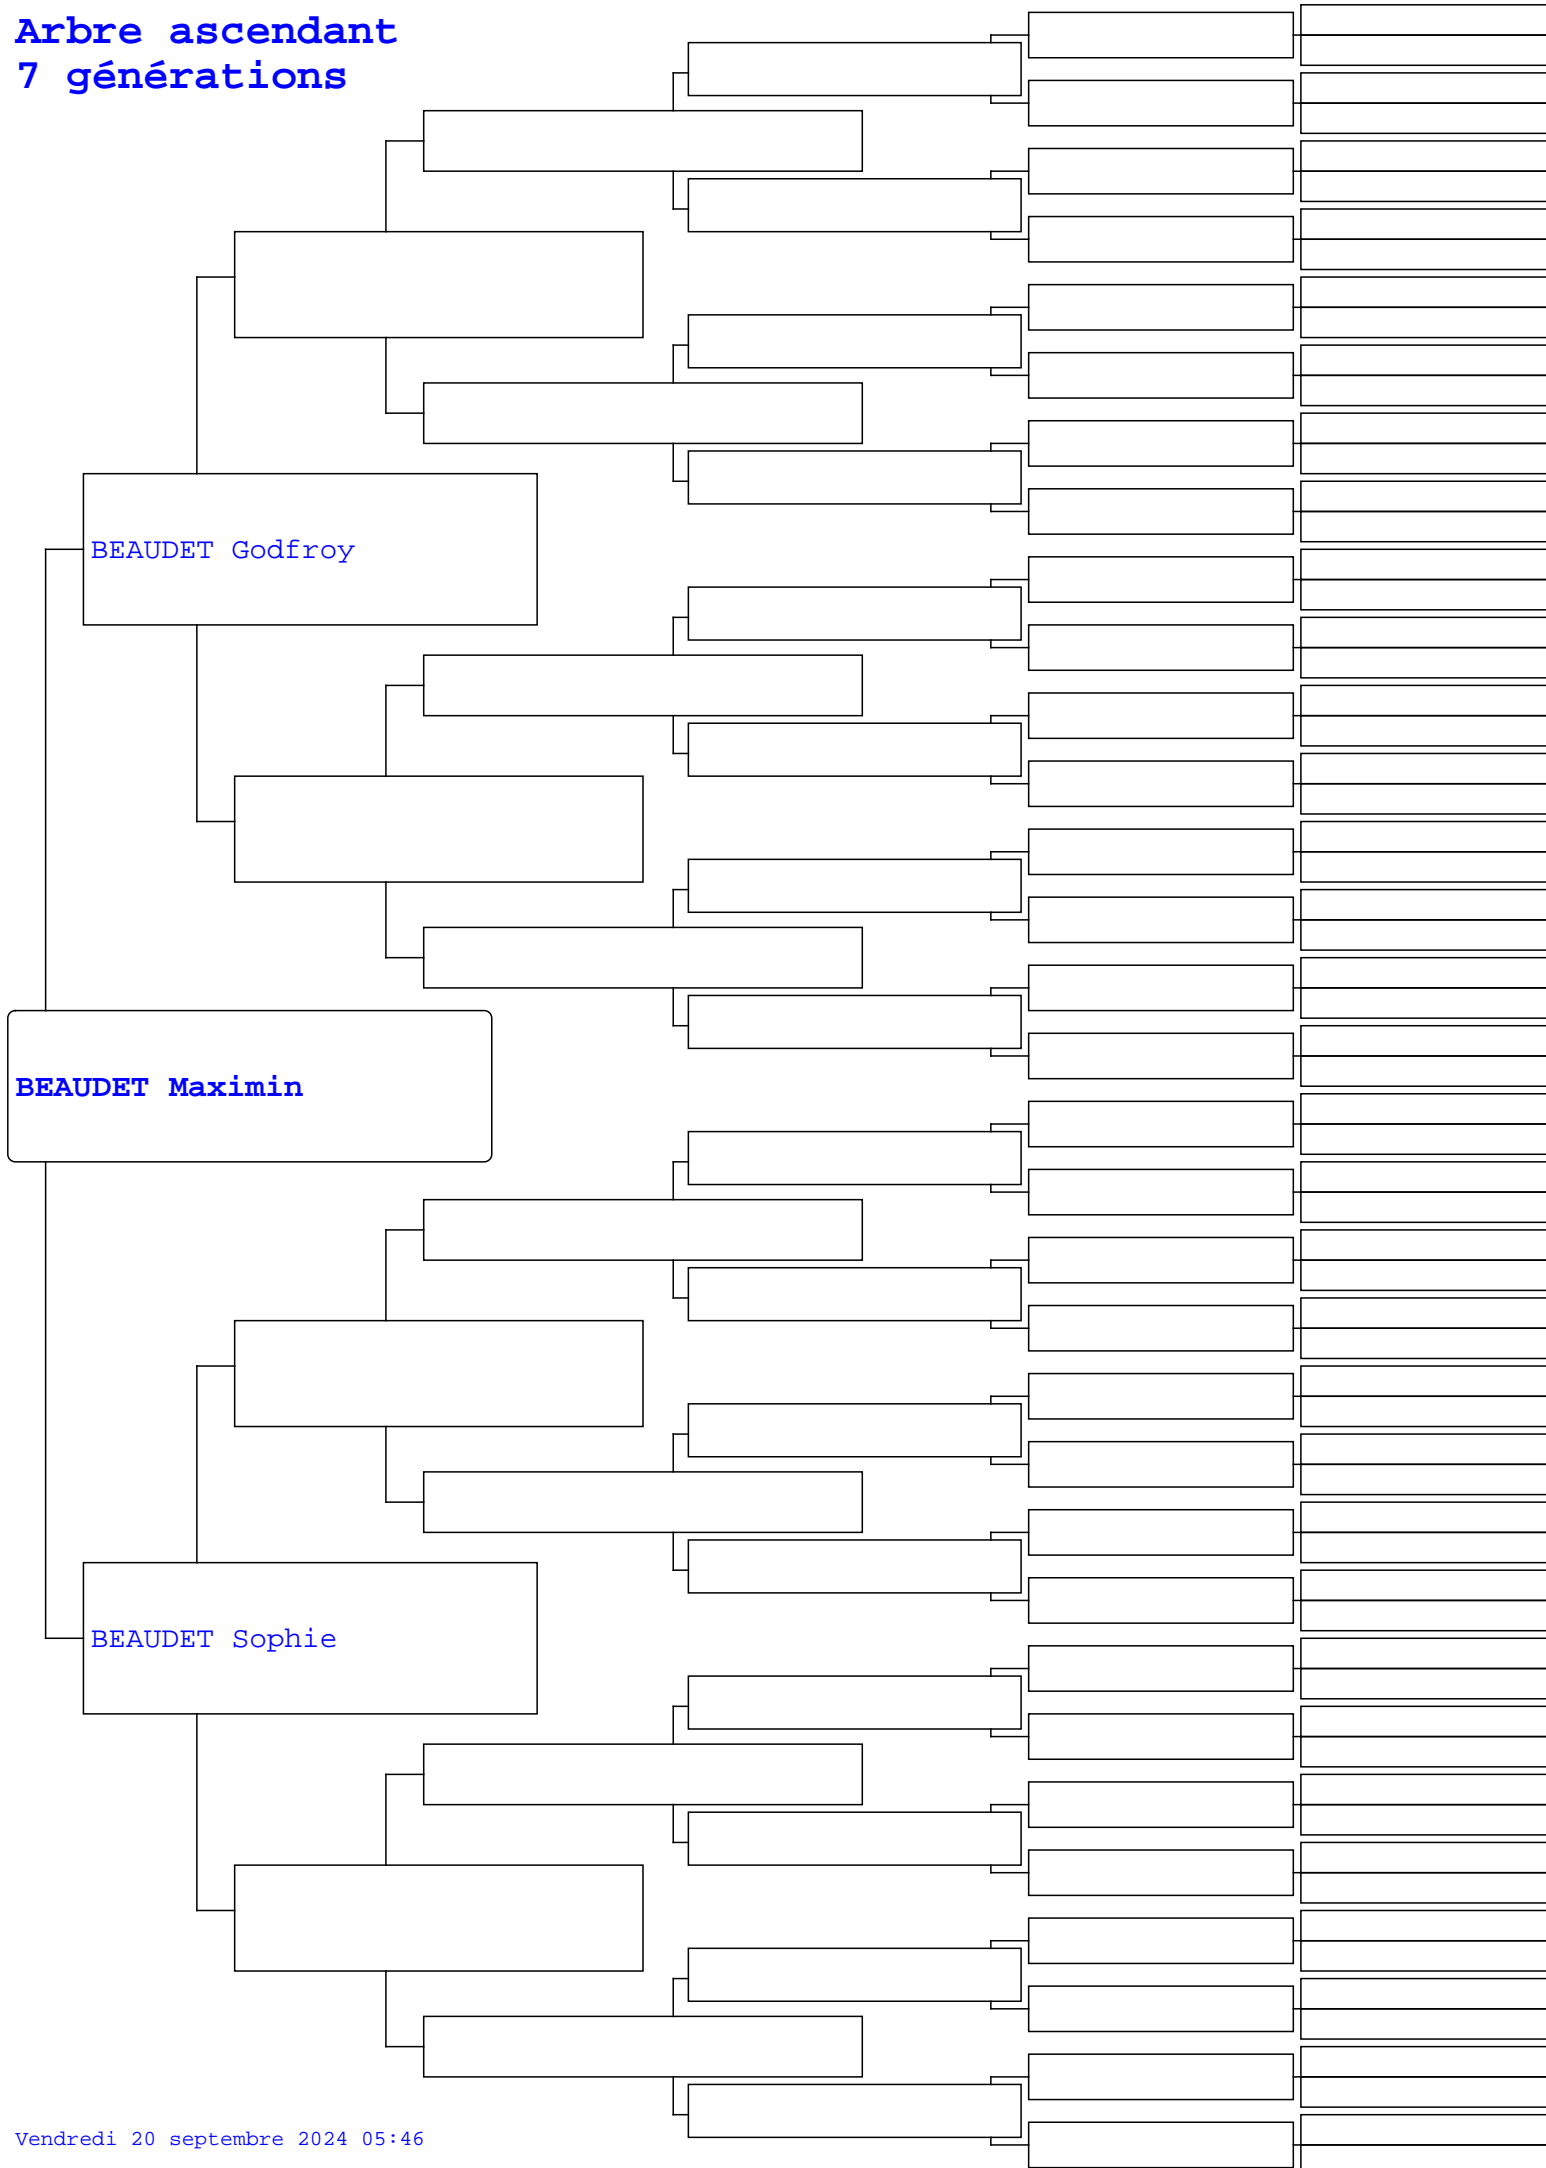 Arbre ascendant
7 générations
BEAUDET Godfroy
BEAUDET Maximin
BEAUDET Sophie
Vendredi 20 septembre 2024 05:46